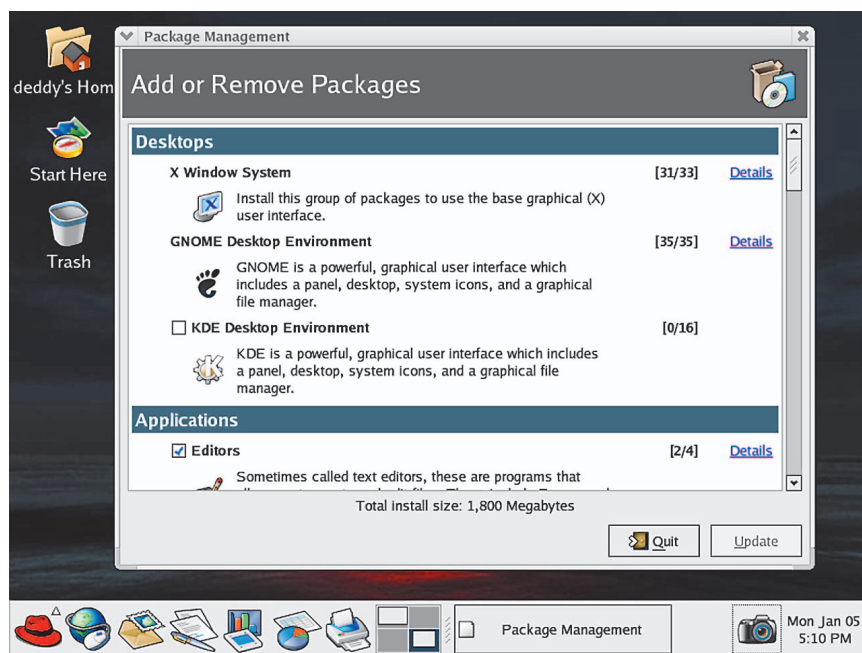 Package Management
Add or Remove Packages
deddy's Hom
Start Here
Trash
Desktops
X Window System [31/33] Details
Install this group of packages to use the base graphical (X)
user interface.
GNOME Desktop Environment [35/35] Details
GNOME is a powerful, graphical user interface which
includes a panel, desktop, system icons, and a graphical
file manager.
KDE Desktop Environment [0/16]
KDE is a powerful, graphical user interface which includes
a panel, desktop, system icons, and a graphical file
manager.
Applications
Editors [2/4] Details
Sometimes called text editors, these are programs that
Total install size: 1,800 Megabytes
Quit Update
Package Management
Mon Jan 05
5:10 PM